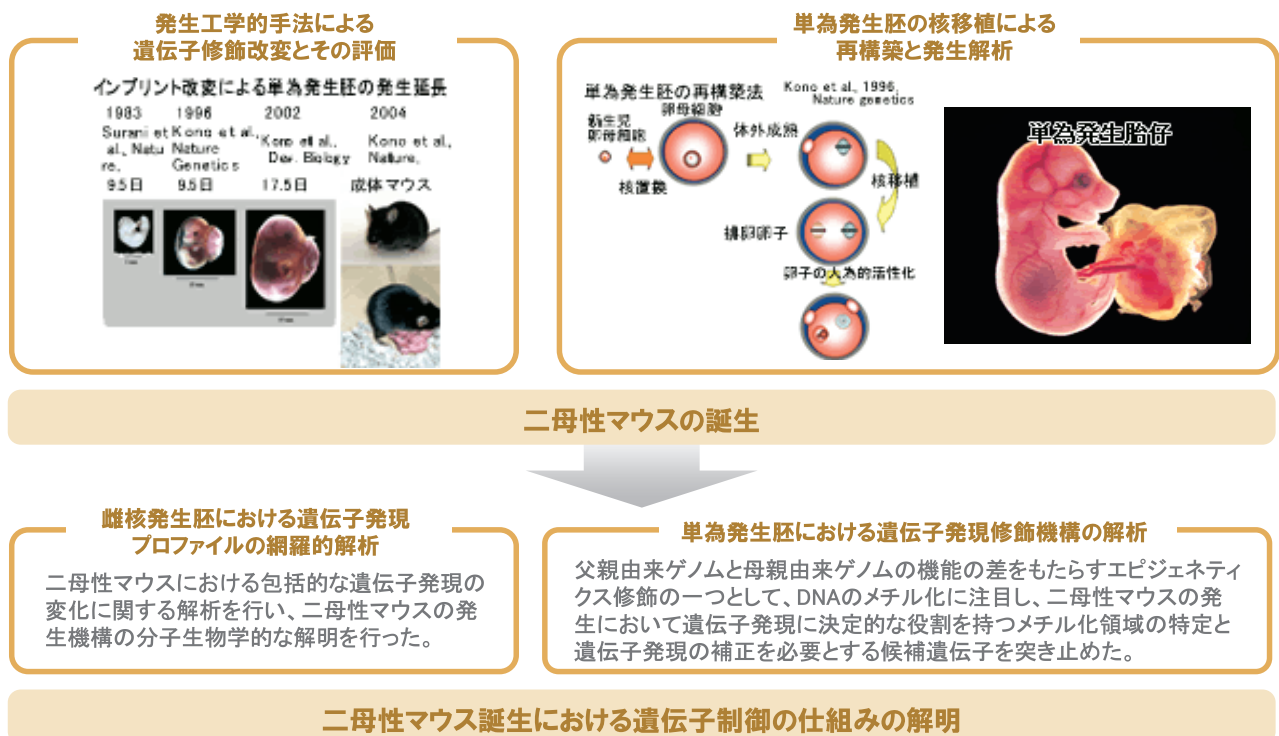 発生工学的手法による
遺伝子修飾改変とその評価
インプリント改変による単為発生胚の発生延長
1983
Surani et
al., Natu
re,
9.5日
1996
Kono et al.,
Nature
Genetics
9.5日
2002
Kono et al.,
Dev. Biology
17.5日
2004
Kono et al.,
Nature,
成体マウス
単為発生胚の核移植による
再構築と発生解析
単為発生胚の再構築法
Kono et al., 1996,
Nature genetics
新生児
卵母細胞
卵母細胞
核置換
体外成熟
核移植
排卵卵子
卵子の人為的活性化
単為発生胎仔
二母性マウスの誕生
雌核発生胚における遺伝子発現
プロファイルの網羅的解析
二母性マウスにおける包括的な遺伝子発現の
変化に関する解析を行い、二母性マウスの発
生機構の分子生物学的な解明を行った。
単為発生胚における遺伝子発現修飾機構の解析
父親由来ゲノムと母親由来ゲノムの機能の差をもたらすエピジェネティ
クス修飾の一つとして、DNAのメチル化に注目し、二母性マウスの発
生において遺伝子発現に決定的な役割を持つメチル化領域の特定と
遺伝子発現の補正を必要とする候補遺伝子を突き止めた。
二母性マウス誕生における遺伝子制御の仕組みの解明